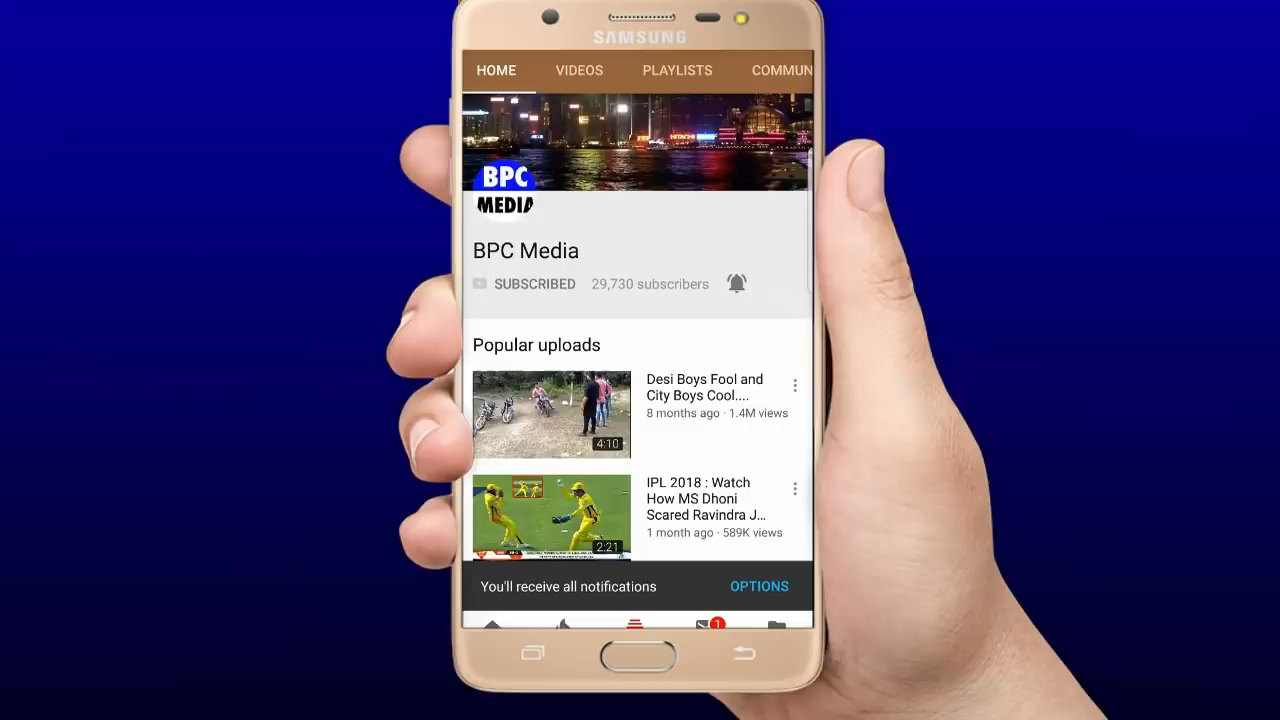 SAMSUNG
HOME VIDEOS PLAYLISTS COMMUN
HITACHI
BPC
MEDIA
BPC Media
SUBSCRIBED 29,730 subscribers
Popular uploads
Desi Boys Fool and
City Boys Cool....
8 months ago · 1.4M views
4:10
IPL 2018 : Watch
How MS Dhoni
Scared Ravindra J...
1 month ago · 589K views
2:21
You'll receive all notifications OPTIONS
1